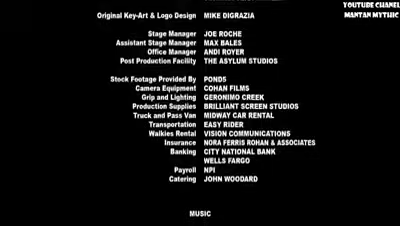 YOUTUBE CHANEL
MANTAN MYTHIC
Original Key-Art & Logo Design MIKE DIGRAZIA
Stage Manager JOE ROCHE
Assistant Stage Manager MAX BALES
Office Manager ANDI ROYER
Post Production Facility THE ASYLUM STUDIOS
Stock Footage Provided By POND5
Camera Equipment COHAN FILMS
Grip and Lighting GERONIMO CREEK
Production Supplies BRILLIANT SCREEN STUDIOS
Truck and Pass Van MIDWAY CAR RENTAL
Transportation EASY RIDER
Walkies Rental VISION COMMUNICATIONS
Insurance NORA FERRIS ROHAN & ASSOCIATES
Banking CITY NATIONAL BANK
WELLS FARGO
Payroll NPI
Catering JOHN WOODARD
MUSIC